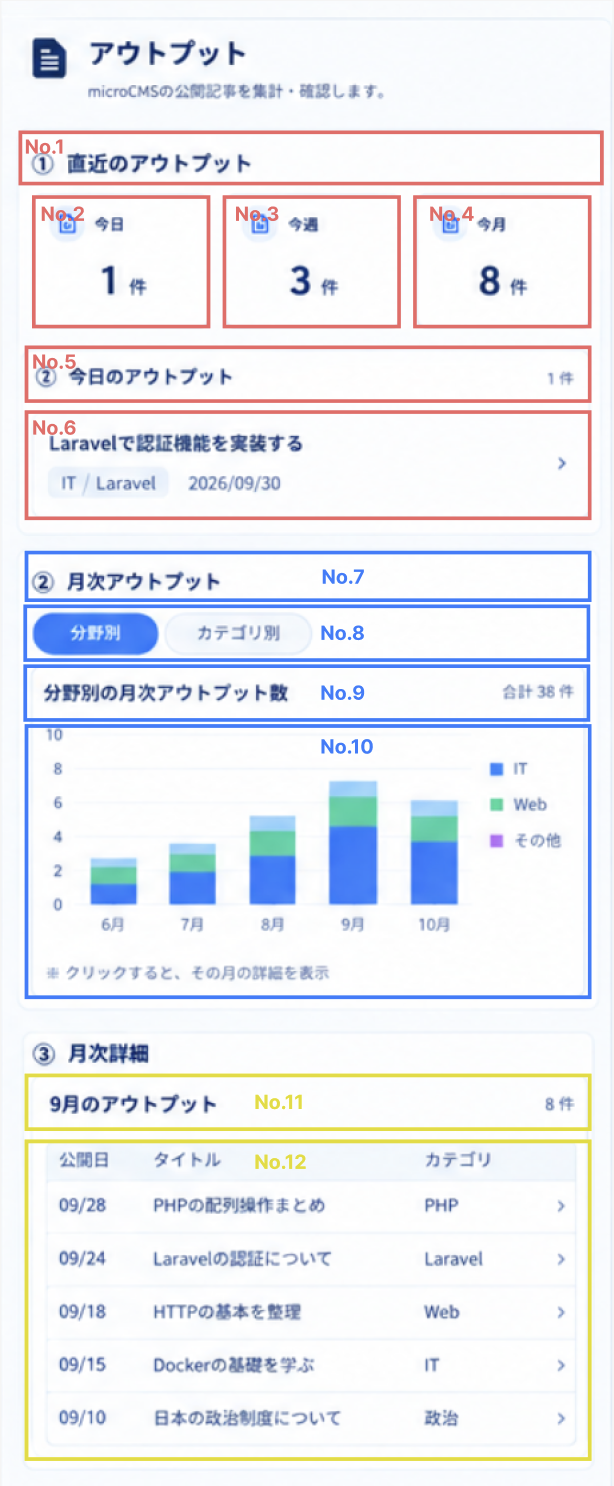 アウトプット
microCMSの公開記事を集計・確認します。
No.1
① 直近のアウトプット
No.2 今日
1 件
No.3 今週
3 件
No.4 今月
8 件
No.5
② 今日のアウトプット 1 件
No.6
Laravelで認証機能を実装する
IT / Laravel 2026/09/30
② 月次アウトプット No.7
分野別 カテゴリ別 No.8
分野別の月次アウトプット数 No.9 合計 38 件
No.10
10
8
6
4
2
0
6月 7月 8月 9月 10月
IT
Web
その他
※ クリックすると、その月の詳細を表示
③ 月次詳細
9月のアウトプット No.11 8 件
公開日 タイトル No.12 カテゴリ
09/28 PHPの配列操作まとめ PHP
09/24 Laravelの認証について Laravel
09/18 HTTPの基本を整理 Web
09/15 Dockerの基礎を学ぶ IT
09/10 日本の政治制度について 政治